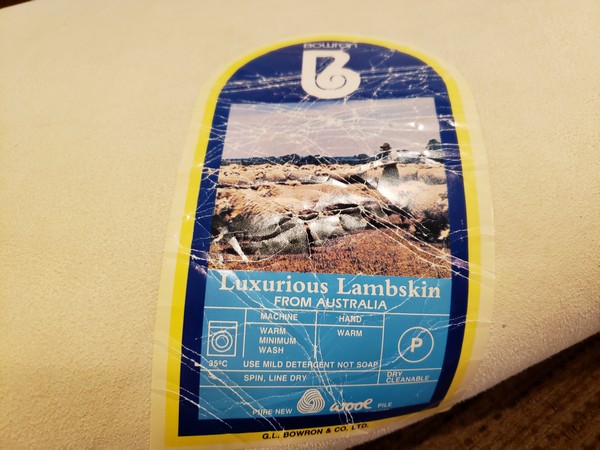 BOWRON
B
Luxurious Lambskin
FROM AUSTRALIA
MACHINE HAND
WARM MINIMUM WASH
WARM
P
35°C
USE MILD DETERGENT NOT SOAP
SPIN, LINE DRY
DRY CLEANABLE
PURE NEW wool PILE
G.L. BOWRON & CO. LTD.